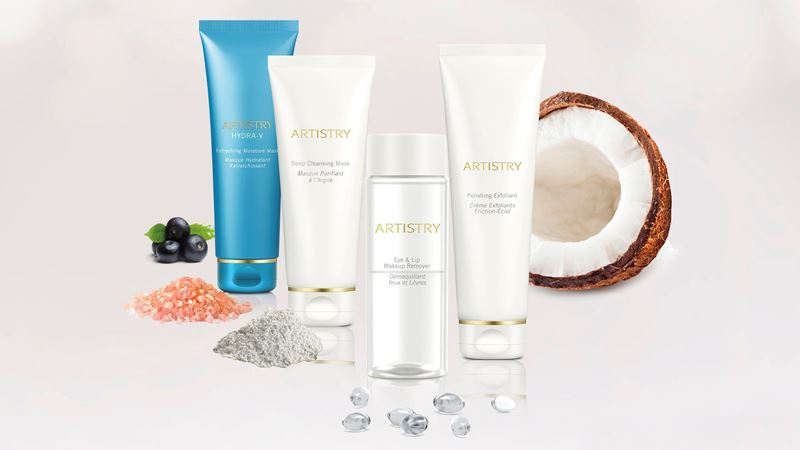 ARTISTRY
HYDRA-V
Refreshing Moisture Mask
Masque Hydratant
Rafraîchissant
ARTISTRY
Deep Cleansing Mask
Masque Purifiant
à l'Argile
ARTISTRY
Eye & Lip
Makeup Remover
Démaquillant
Yeux et Lèvres
ARTISTRY
Polishing Exfoliant
Crème Exfoliante
Friction-Éclat